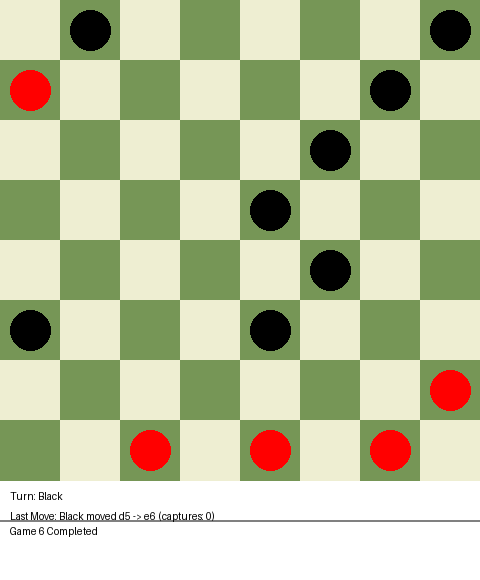 Turn: Black
Last Move: Black moved d5 -> e6 (captures: 0)
Game 6 Completed